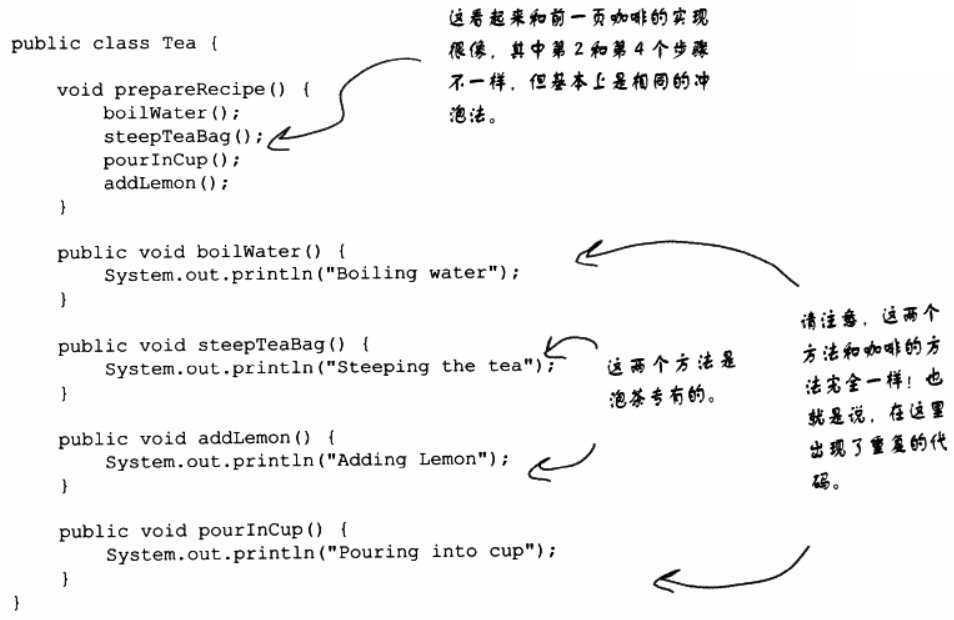 这看起来和前一页咖啡的实现
很像，其中第2和第4个步骤
不一样，但基本上是相同的冲
泡法。
public class Tea {
void prepareRecipe() {
boilWater();
steepTeaBag();
pourInCup();
addLemon();
}
public void boilWater() {
System.out.println("Boiling water");
}
public void steepTeaBag() {
System.out.println("Steeping the tea");
}
public void addLemon() {
System.out.println("Adding Lemon");
}
public void pourInCup() {
System.out.println("Pouring into cup");
}
}
这两个方法是
泡茶专有的。
请注意，这两个
方法和咖啡的方
法完全一样！也
就是说，在这里
出现了重复的代
码。